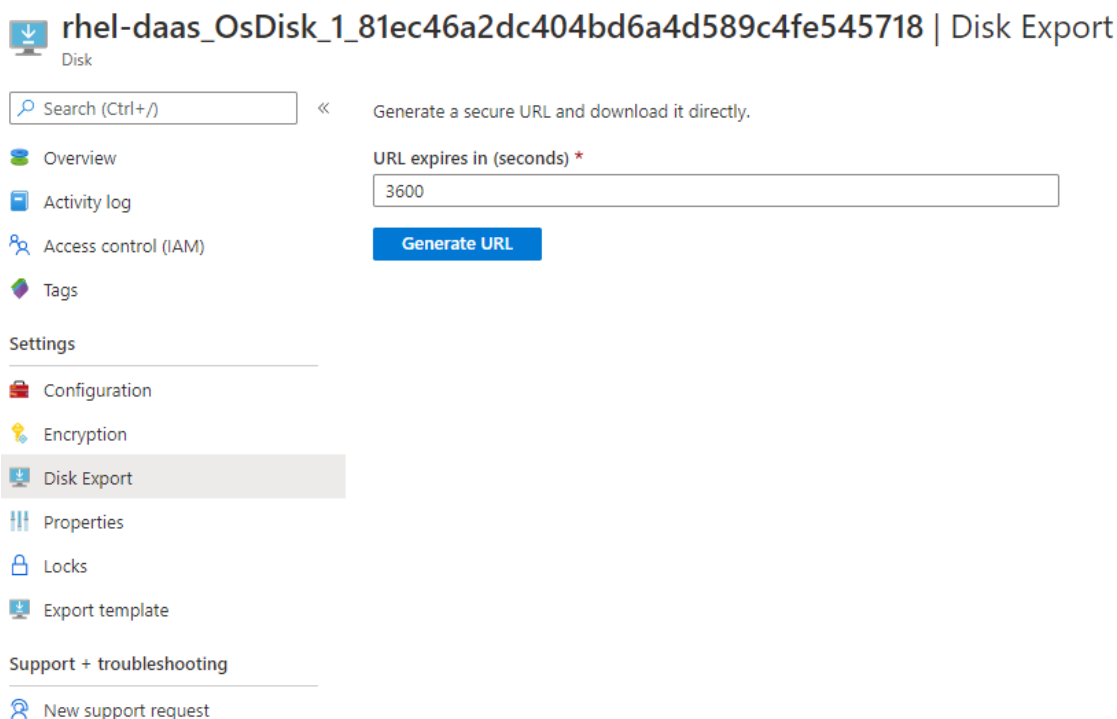 rhel-daas_OsDisk_1_81ec46a2dc404bd6a4d589c4fe545718 | Disk Export
Disk
Search (Ctrl+/)
«
Overview
Activity log
Access control (IAM)
Tags
Settings
Configuration
Encryption
Disk Export
Properties
Locks
Export template
Support + troubleshooting
New support request
Generate a secure URL and download it directly.
URL expires in (seconds) *
3600
Generate URL